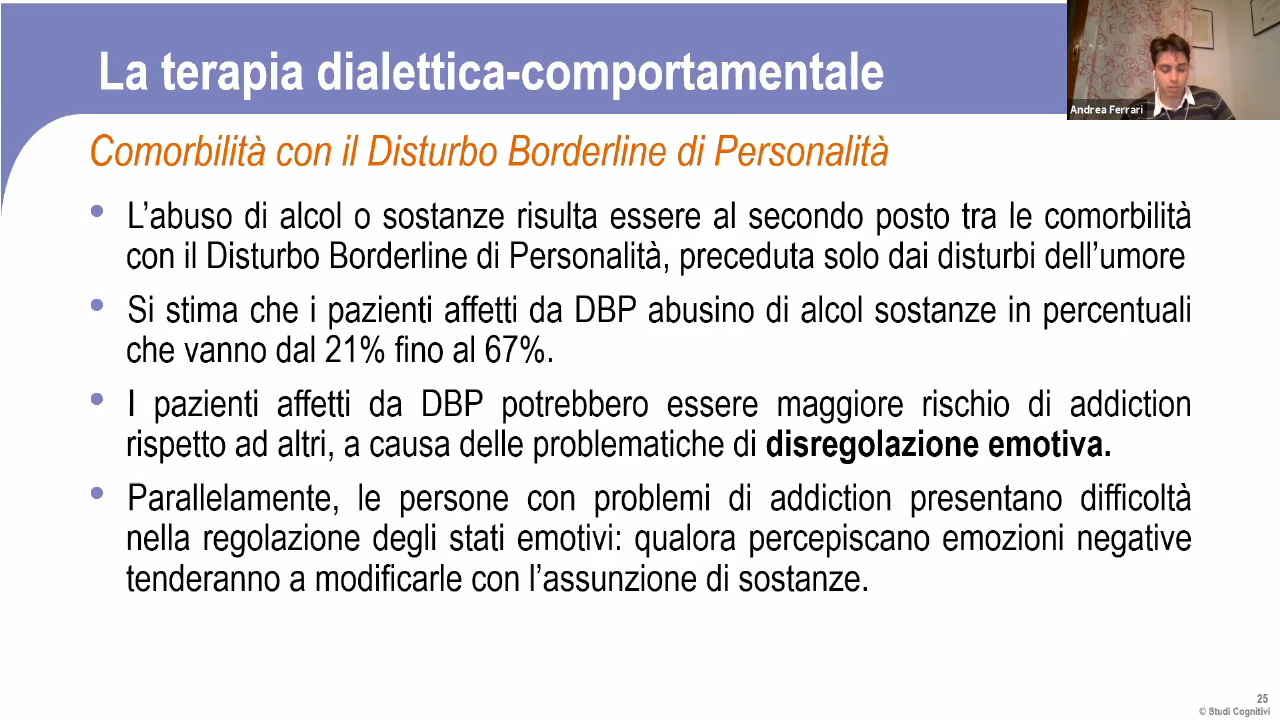 La terapia dialettica-comportamentale
Andrea Ferrari
Comorbilità con il Disturbo Borderline di Personalità
• L’abuso di alcol o sostanze risulta essere al secondo posto tra le comorbilità
con il Disturbo Borderline di Personalità, preceduta solo dai disturbi dell’umore
• Si stima che i pazienti affetti da DBP abusino di alcol sostanze in percentuali
che vanno dal 21% fino al 67%.
• I pazienti affetti da DBP potrebbero essere maggiore rischio di addiction
rispetto ad altri, a causa delle problematiche di disregolazione emotiva.
• Parallelamente, le persone con problemi di addiction presentano difficoltà
nella regolazione degli stati emotivi: qualora percepiscano emozioni negative
tenderanno a modificarle con l’assunzione di sostanze.
25
© Studi Cognitivi